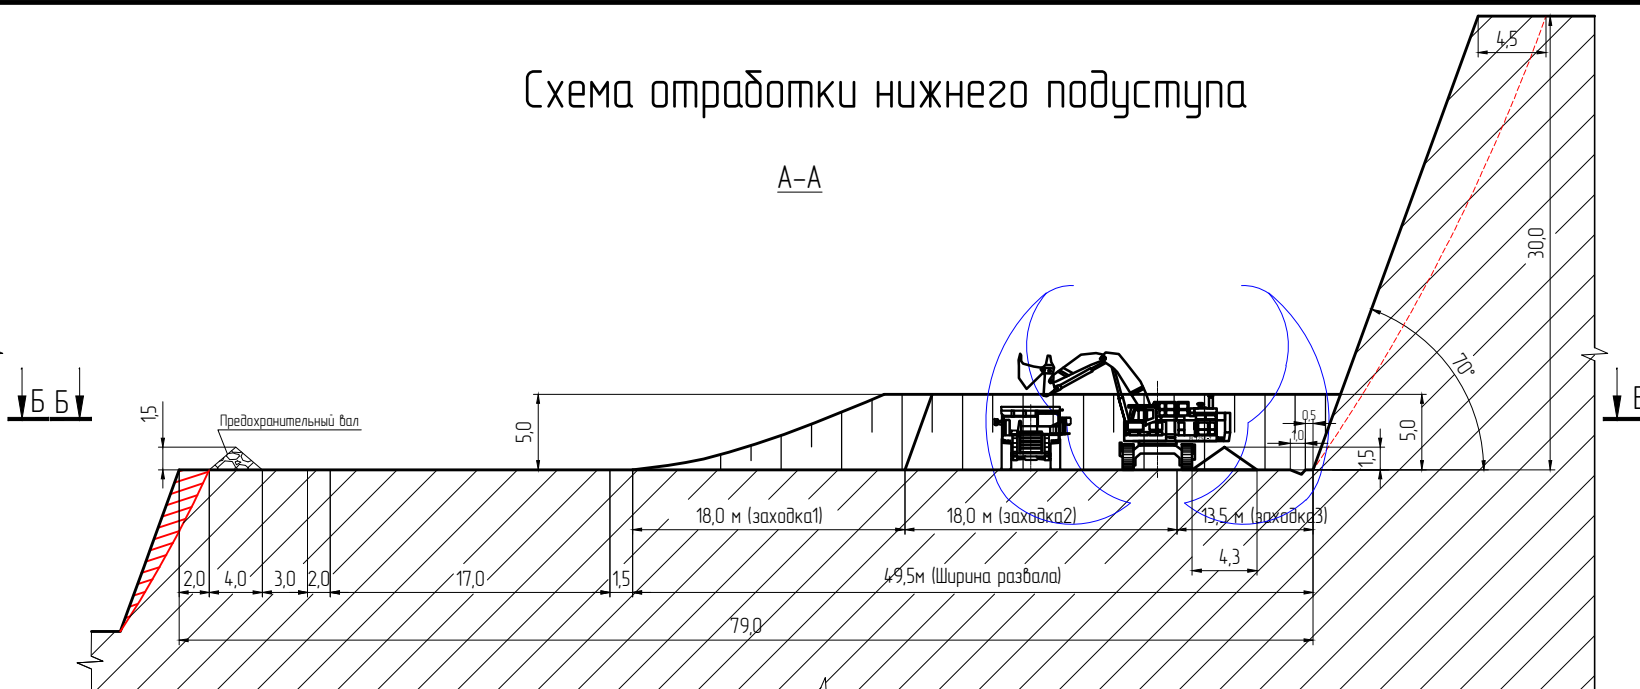 4,5
Схема отработки нижнего подуступа
А-А
30,0
70°
Б Б
1,5
Предохранительный вал
5,0
0,5
1,0
5,0
1,5
18,0 м (заходка1)
18,0 м (заходка2)
13,5 м (заходка3)
4,3
2,0
4,0
3,0
2,0
17,0
1,5
49,5м (Ширина развала)
79,0